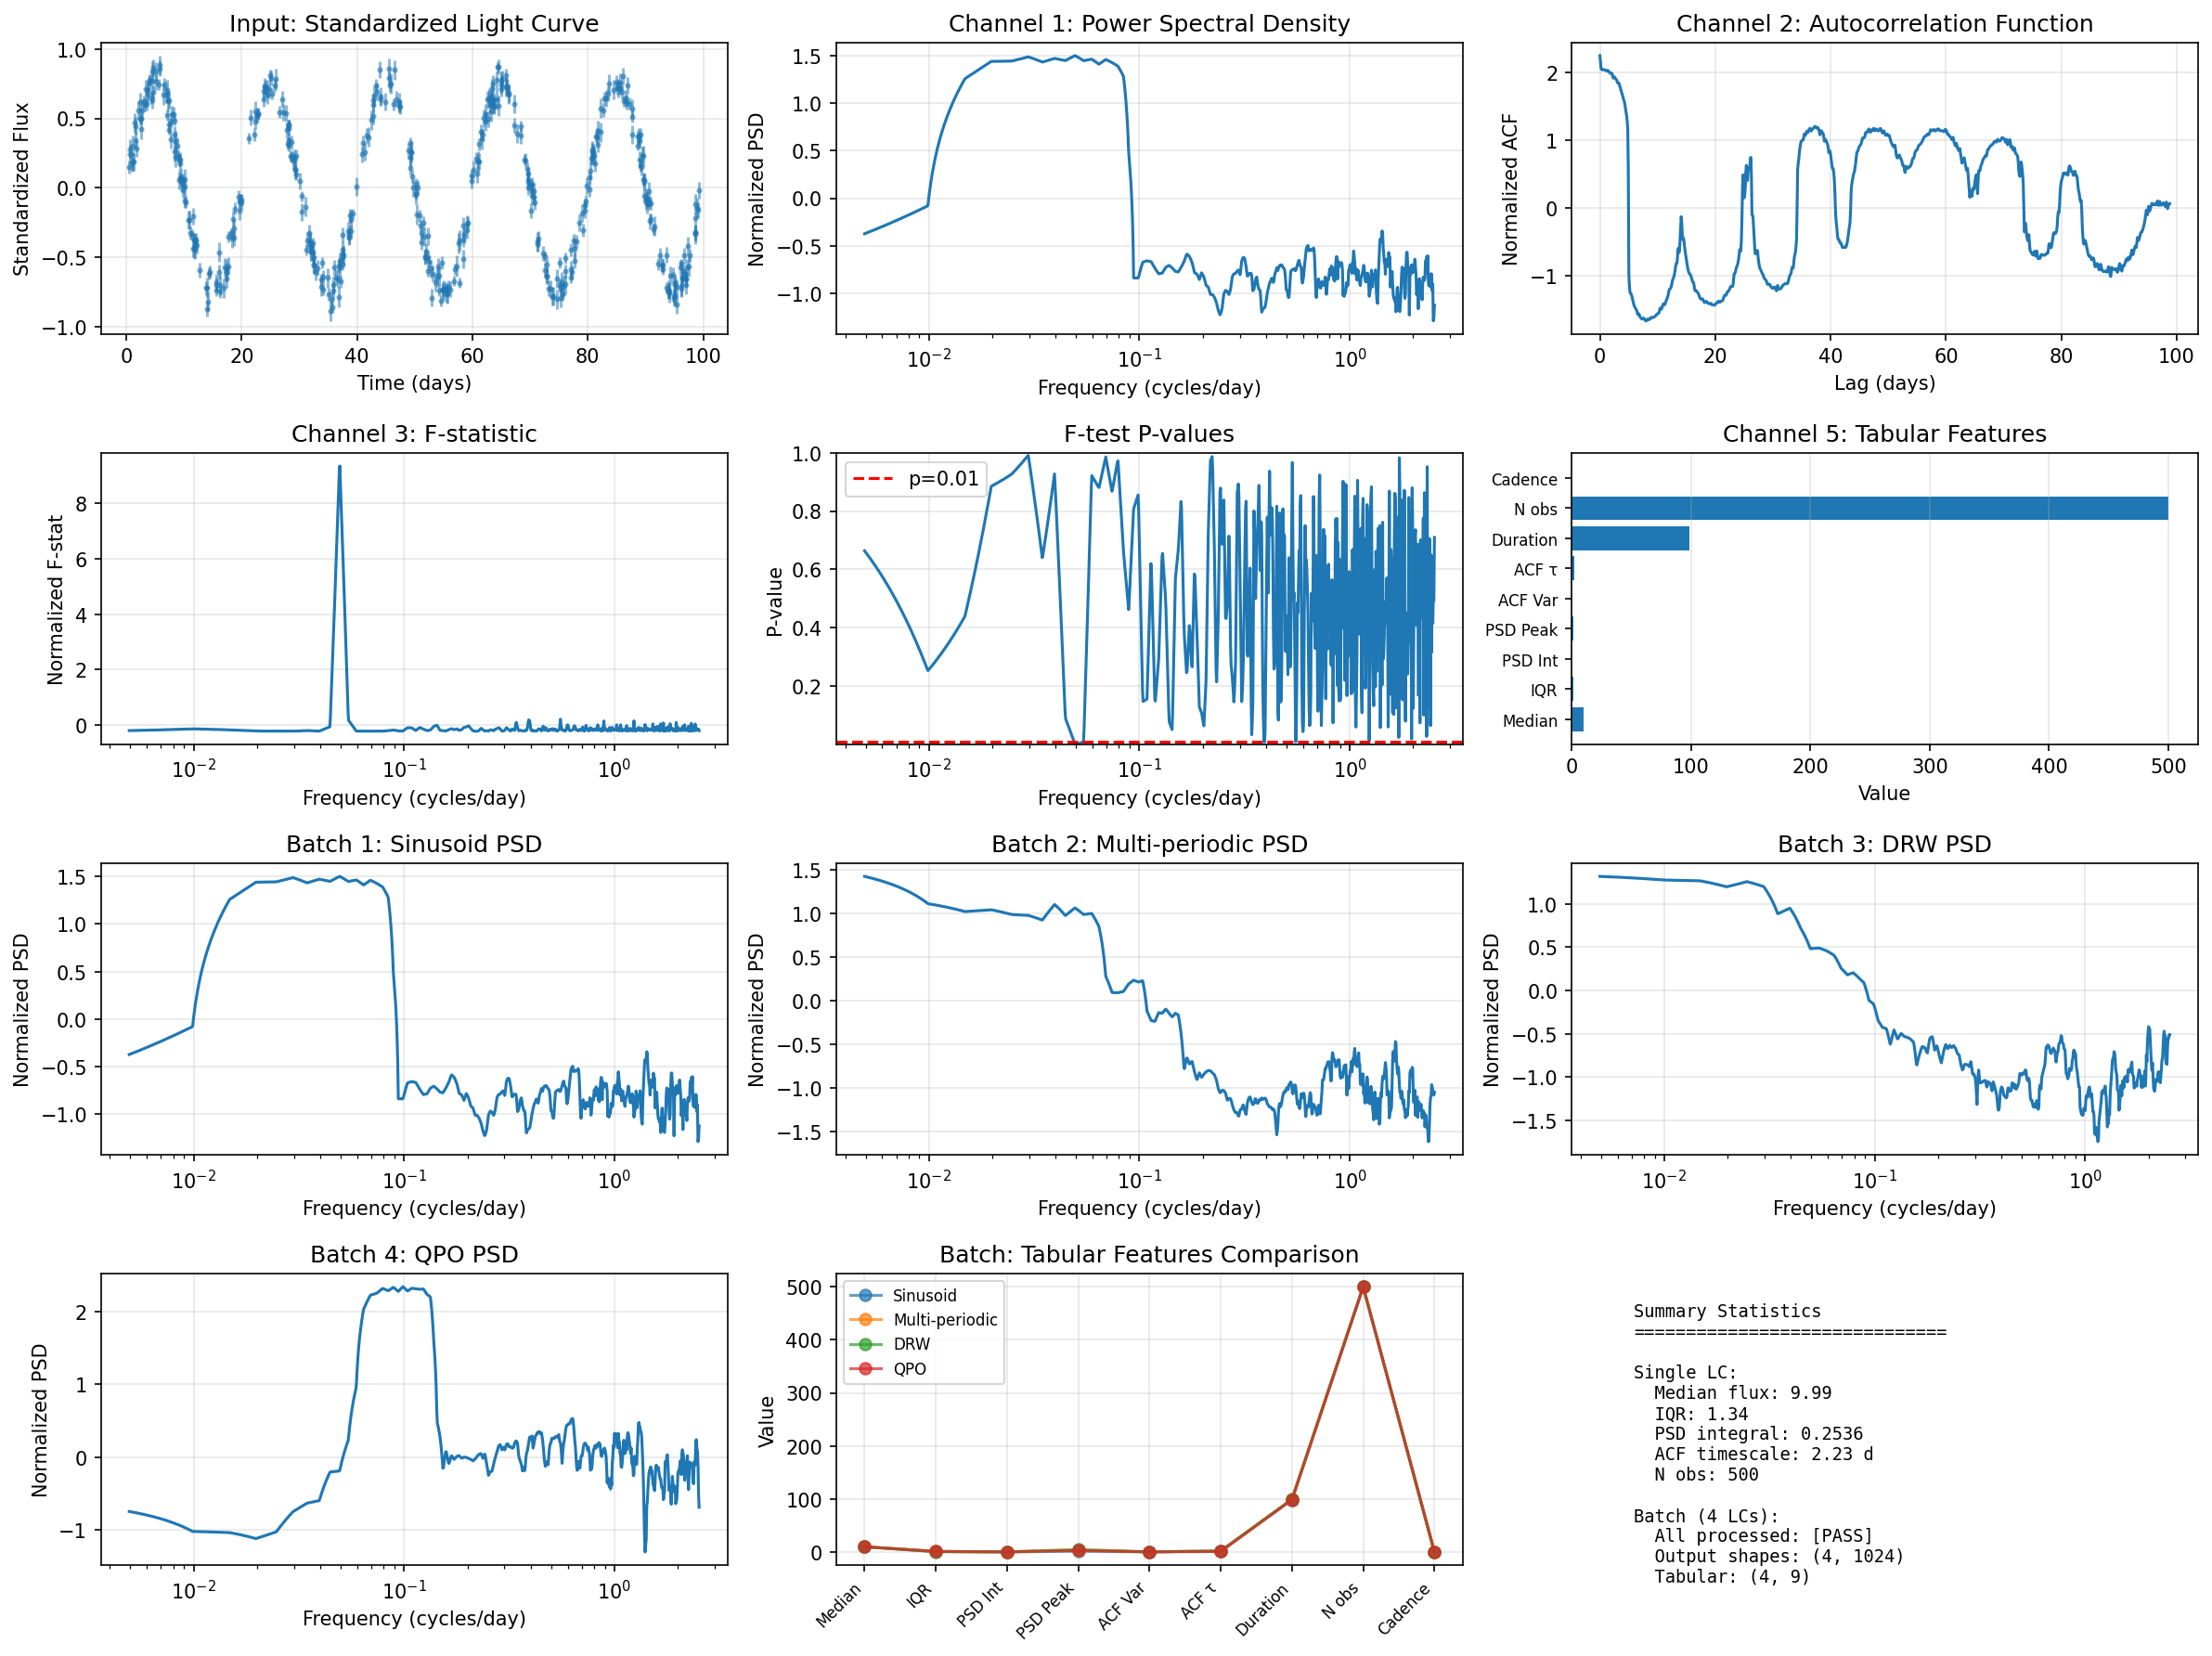 Input: Standardized Light Curve
Standardized Flux
1.0
0.5
0.0
−0.5
−1.0
0 20 40 60 80 100
Time (days)
Channel 1: Power Spectral Density
Normalized PSD
1.5
1.0
0.5
0.0
−0.5
−1.0
10⁻² 10⁻¹ 10⁰
Frequency (cycles/day)
Channel 2: Autocorrelation Function
Normalized ACF
2
1
0
−1
0 20 40 60 80 100
Lag (days)
Channel 3: F-statistic
Normalized F-stat
8
6
4
2
0
10⁻² 10⁻¹ 10⁰
Frequency (cycles/day)
F-test P-values
P-value
1.0
0.8
0.6
0.4
0.2
p=0.01
10⁻² 10⁻¹ 10⁰
Frequency (cycles/day)
Channel 5: Tabular Features
Cadence
N obs
Duration
ACF τ
ACF Var
PSD Peak
PSD Int
IQR
Median
0 100 200 300 400 500
Value
Batch 1: Sinusoid PSD
Normalized PSD
1.5
1.0
0.5
0.0
−0.5
−1.0
10⁻² 10⁻¹ 10⁰
Frequency (cycles/day)
Batch 2: Multi-periodic PSD
Normalized PSD
1.5
1.0
0.5
0.0
−0.5
−1.0
−1.5
10⁻² 10⁻¹ 10⁰
Frequency (cycles/day)
Batch 3: DRW PSD
Normalized PSD
1.0
0.5
0.0
−0.5
−1.0
−1.5
10⁻² 10⁻¹ 10⁰
Frequency (cycles/day)
Batch 4: QPO PSD
Normalized PSD
2
1
0
−1
10⁻² 10⁻¹ 10⁰
Frequency (cycles/day)
Batch: Tabular Features Comparison
Value
500
400
300
200
100
0
Sinusoid
Multi-periodic
DRW
QPO
Median IQR PSD Int PSD Peak ACF Var ACF τ Duration N obs Cadence
Summary Statistics
==============================
Single LC:
Median flux: 9.99
IQR: 1.34
PSD integral: 0.2536
ACF timescale: 2.23 d
N obs: 500
Batch (4 LCs):
All processed: [PASS]
Output shapes: (4, 1024)
Tabular: (4, 9)